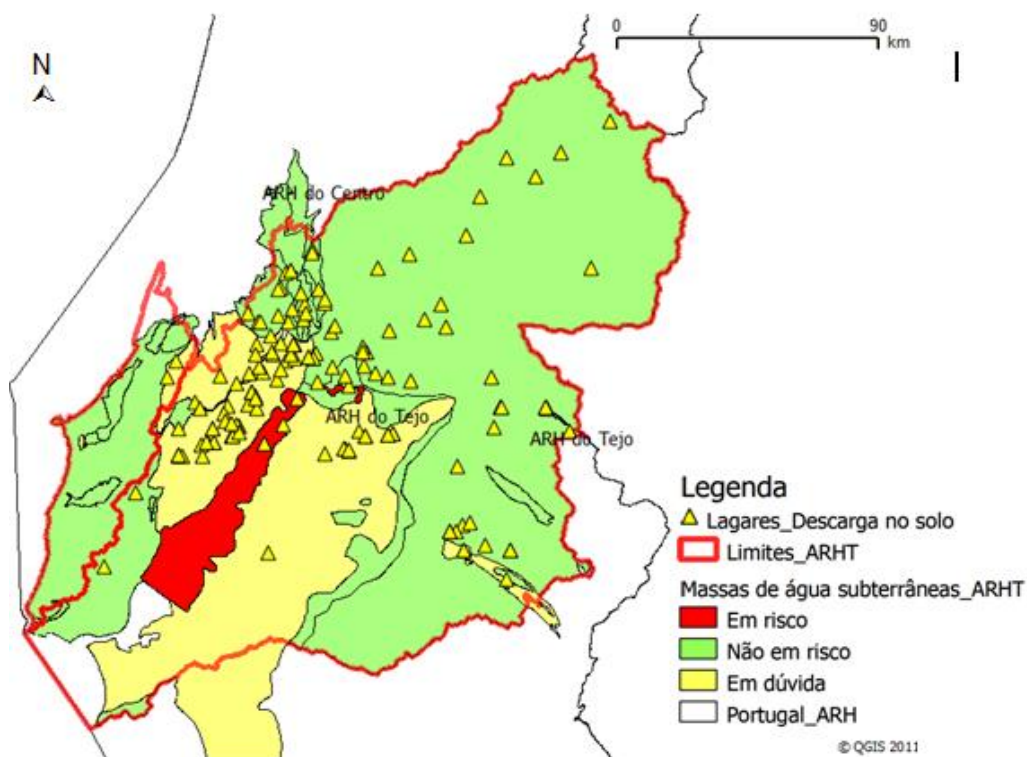 0 90
km
N
I
ARH do Centro
ARH do Tejo
ARH do Tejo
Legenda
Lagares_Descarga no solo
Limites_ARHT
Massas de água subterrâneas_ARHT
Em risco
Não em risco
Em dúvida
Portugal_ARH
© QGIS 2011